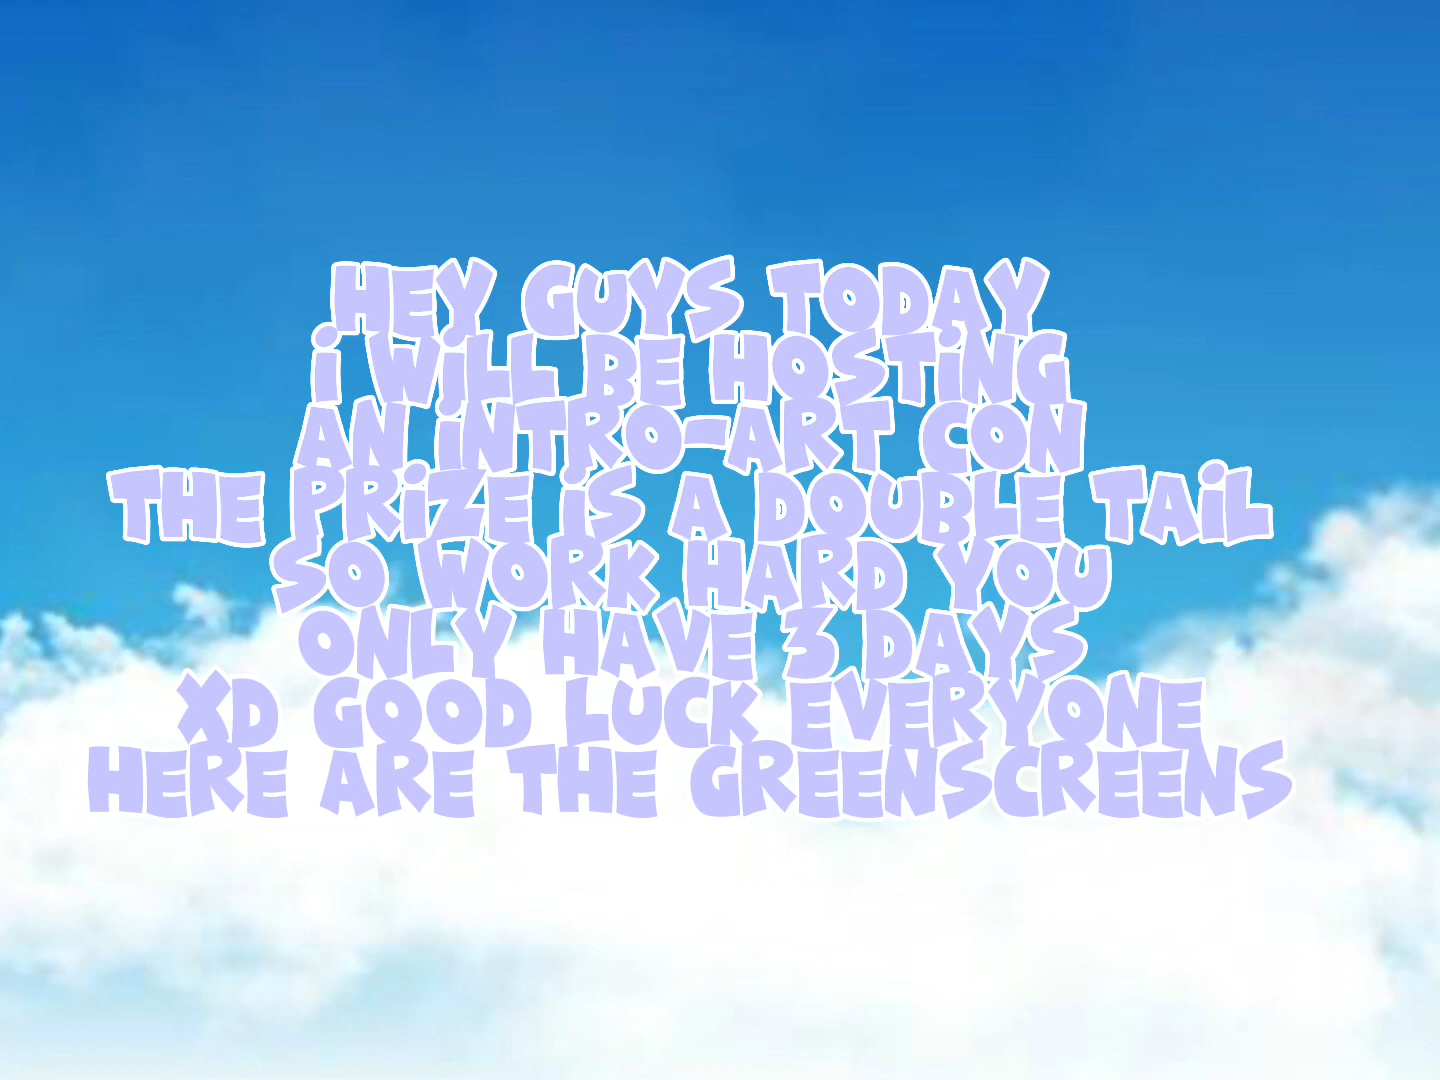 HEY GUYS TODAY
i WiLL BE HOSTiNG
AN iNTRO-ART CON
THE PRiZE iS A DOUBLE TAiL
SO WORK HARD YOU
ONLY HAVE 3 DAYS
XD GOOD LUCK EVERYONE
HERE ARE THE GREENSCREENS